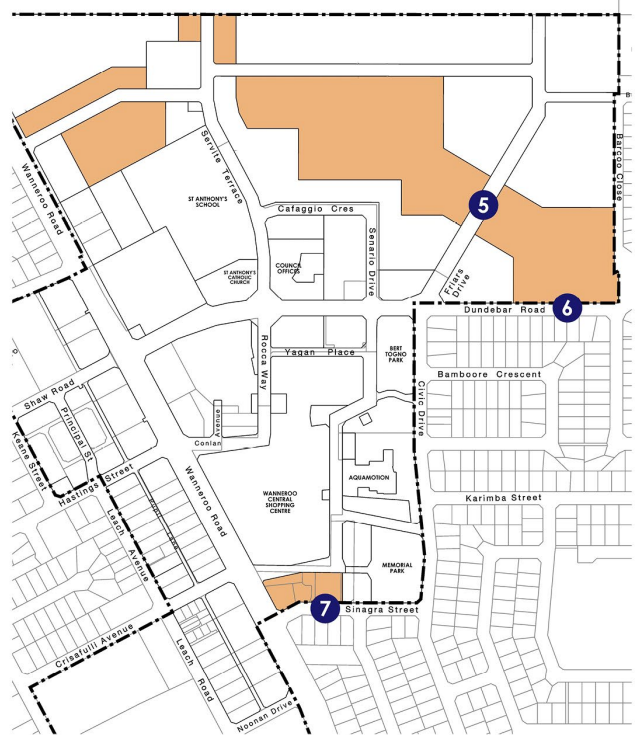 B
Wanneroo Road
Servite Terrace
Barcoo Close
ST ANTHONY'S
SCHOOL
Cafaggio Cres
5
Senario Drive
COUNCIL
OFFICES
ST ANTHONY'S
CATHOLIC
CHURCH
Friars
Drive
6
Dundebar Road
Rocca Way
Yagan Place
BERT
TOGNO
PARK
Bamboore Crescent
Shaw Road
Civic Drive
Principal St
Keane Street
Conlan
Avenue
Hastings Street
AQUAMOTION
Wanneroo Road
WANNEROO
CENTRAL
SHOPPING
CENTRE
Karimba Street
Leach Avenue
Lane
MEMORIAL
PARK
7
Sinagra Street
Crisafulli Avenue
Leach Road
Noonan Drive